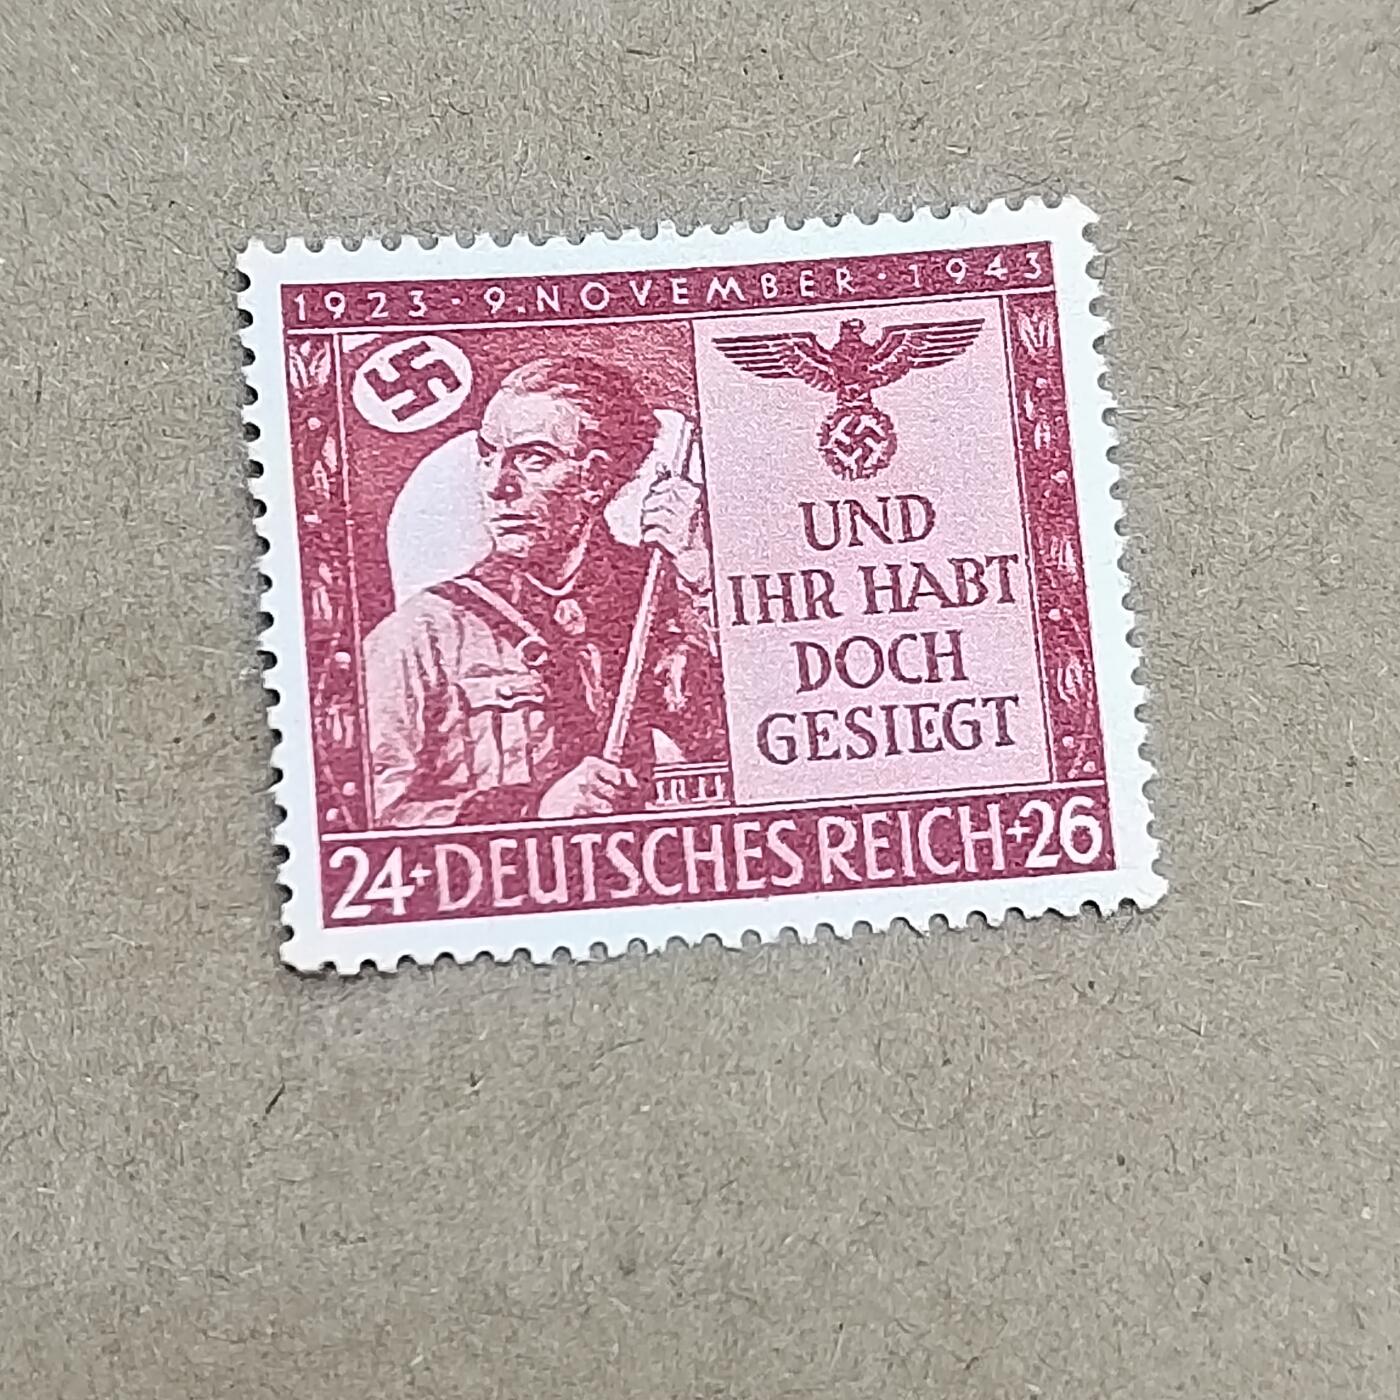 1923 · 9. NOVEMBER · 1943
UND
IHR HABT
DOCH
GESIEGT
24+DEUTSCHES REICH+26